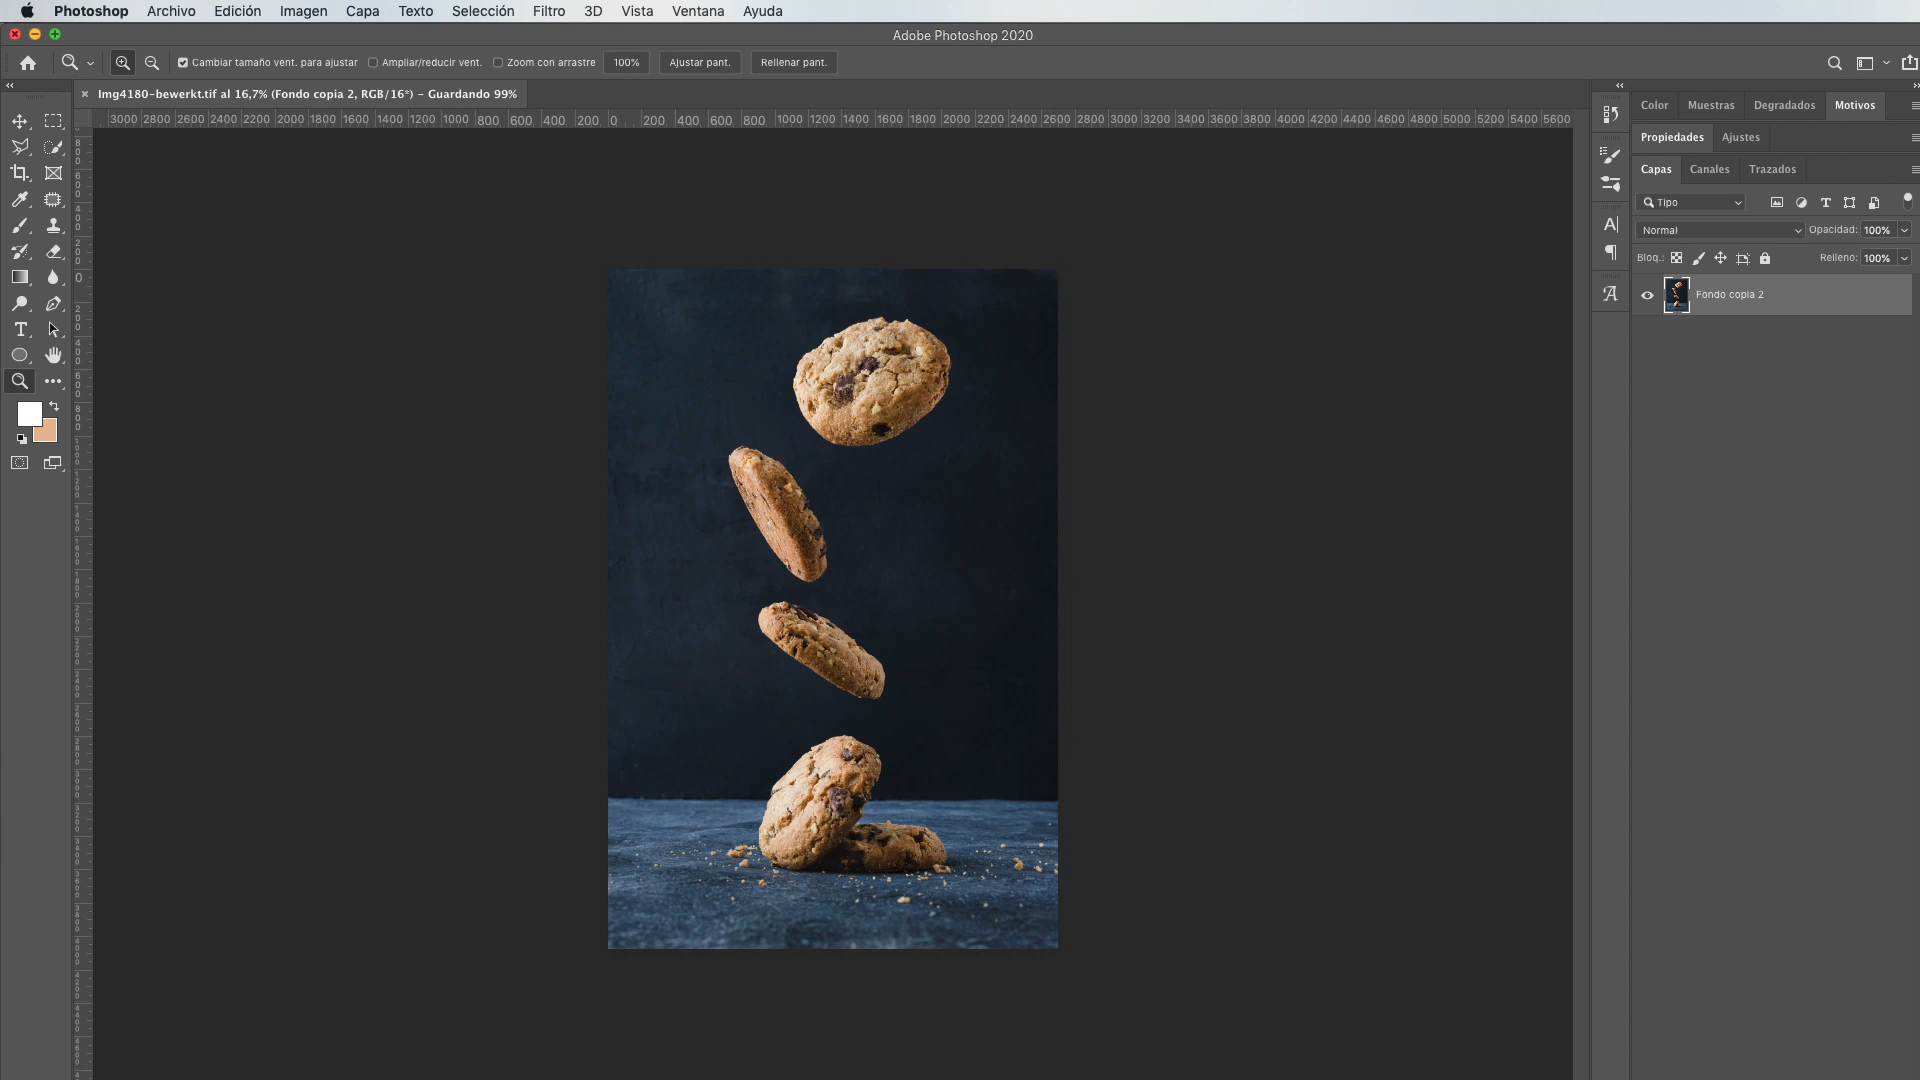 Photoshop Archivo Edición Imagen Capa Texto Selección Filtro 3D Vista Ventana Ayuda
Adobe Photoshop 2020
Cambiar tamaño vent. para ajustar Ampliar/reducir vent. Zoom con arrastre 100% Ajustar pant. Rellenar pant.
Img4180-bewerkt.tif al 16,7% (Fondo copia 2, RGB/16*) – Guardando 99%
3000 2800 2600 2400 2200 2000 1800 1600 1400 1200 1000 800 600 400 200 0 200 400 600 800 1000 1200 1400 1600 1800 2000 2200 2400 2600 2800 3000 3200 3400 3600 3800 4000 4200 4400 4600 4800 5000 5200 5400 5600
Color Muestras Degradados Motivos
Propiedades Ajustes
Capas Canales Trazados
Tipo
Normal Opacidad: 100%
Bloq.: Relleno: 100%
Fondo copia 2